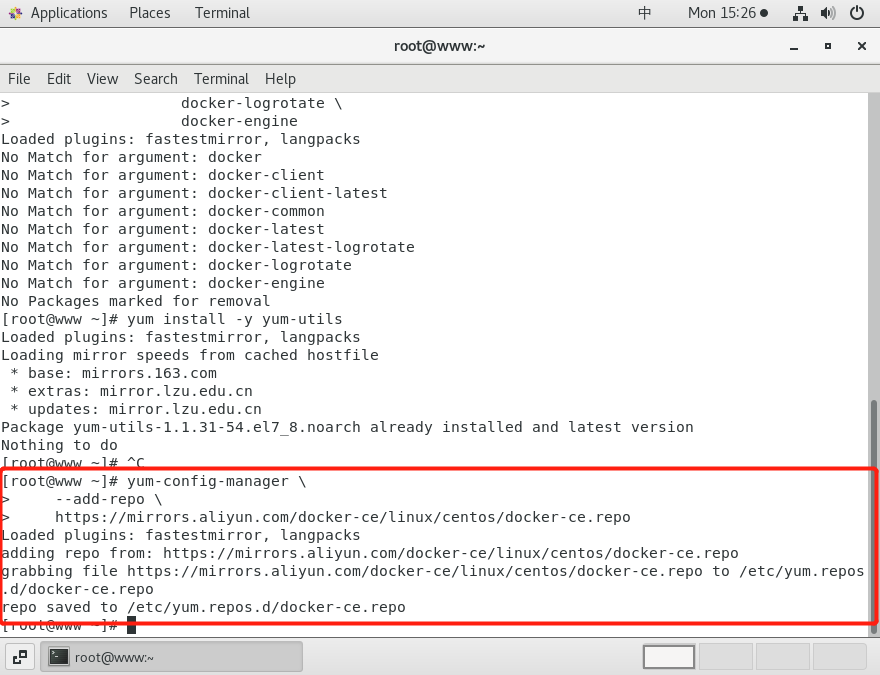 Applications Places Terminal 中 Mon 15:26
root@www:~
File Edit View Search Terminal Help
> docker-logrotate \
> docker-engine
Loaded plugins: fastestmirror, langpacks
No Match for argument: docker
No Match for argument: docker-client
No Match for argument: docker-client-latest
No Match for argument: docker-common
No Match for argument: docker-latest
No Match for argument: docker-latest-logrotate
No Match for argument: docker-logrotate
No Match for argument: docker-engine
No Packages marked for removal
[root@www ~]# yum install -y yum-utils
Loaded plugins: fastestmirror, langpacks
Loading mirror speeds from cached hostfile
* base: mirrors.163.com
* extras: mirror.lzu.edu.cn
* updates: mirror.lzu.edu.cn
Package yum-utils-1.1.31-54.el7_8.noarch already installed and latest version
Nothing to do
[root@www ~]# ^C
[root@www ~]# yum-config-manager \
> --add-repo \
> https://mirrors.aliyun.com/docker-ce/linux/centos/docker-ce.repo
Loaded plugins: fastestmirror, langpacks
adding repo from: https://mirrors.aliyun.com/docker-ce/linux/centos/docker-ce.repo
grabbing file https://mirrors.aliyun.com/docker-ce/linux/centos/docker-ce.repo to /etc/yum.repos
.d/docker-ce.repo
repo saved to /etc/yum.repos.d/docker-ce.repo
[root@www ~]#
root@www:~